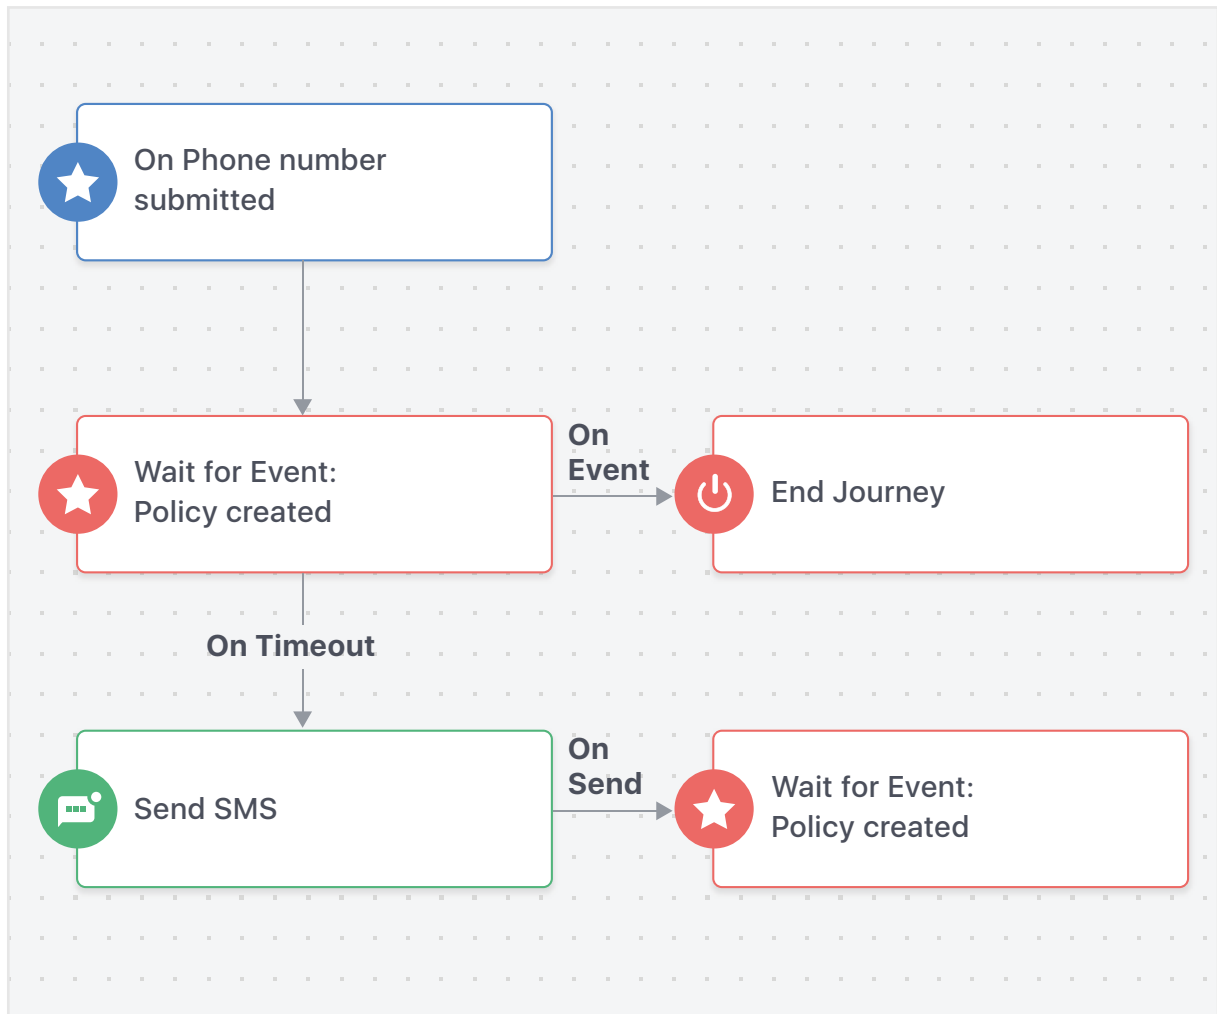 On Phone number
submitted
Wait for Event:
Policy created
On
Event
End Journey
On Timeout
Send SMS
On
Send
Wait for Event:
Policy created